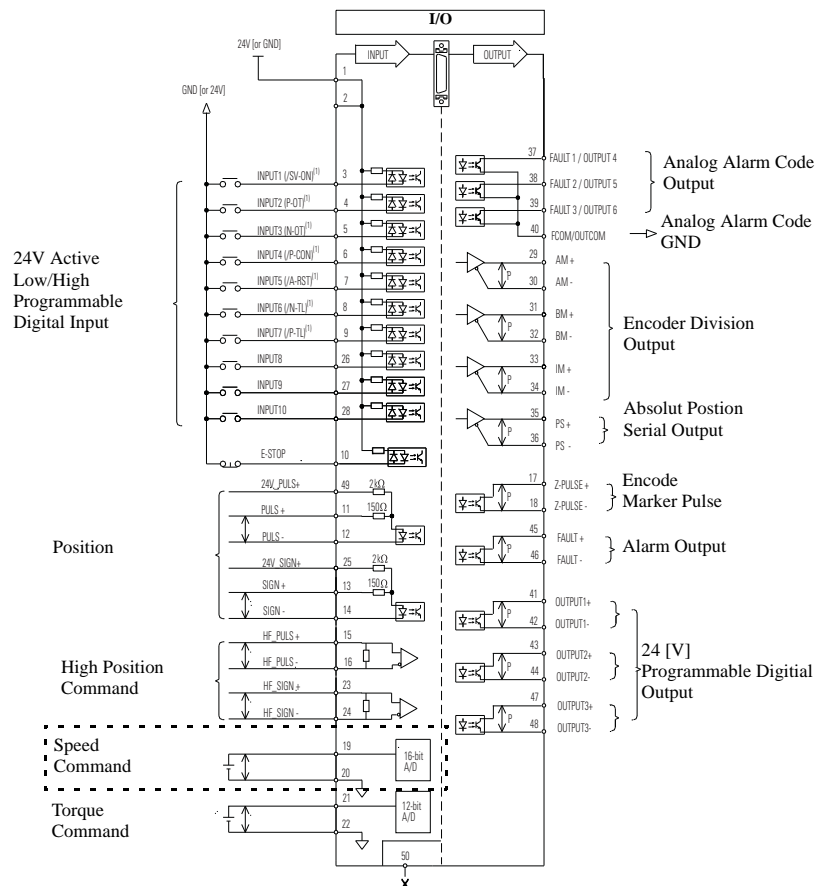 I/O
24V [or GND]
INPUT
OUTPUT
1
GND [or 24V]
2
INPUT1 (/SV-ON)(1)
3
INPUT2 (P-OT)(1)
4
INPUT3 (N-OT)(1)
5
INPUT4 (/P-CON)(1)
6
INPUT5 (/A-RST)(1)
7
INPUT6 (/N-TL)(1)
8
INPUT7 (/P-TL)(1)
9
INPUT8
26
INPUT9
27
INPUT10
28
24V Active
Low/High
Programmable
Digital Input
E-STOP
10
24V_PULS+
49
2kΩ
PULS +
11
150Ω
PULS -
12
Position
24V_SIGN+
25
2kΩ
SIGN +
13
150Ω
SIGN -
14
HF_PULS +
15
HF_PULS -
16
High Position
Command
HF_SIGN +
23
HF_SIGN -
24
Speed
Command
19
16-bit
A/D
20
Torque
Command
21
12-bit
A/D
22
50
37
FAULT 1 / OUTPUT 4
38
FAULT 2 / OUTPUT 5
39
FAULT 3 / OUTPUT 6
Analog Alarm Code
Output
40
FCOM/OUTCOM
Analog Alarm Code
GND
29
AM +
P
30
AM -
31
BM +
P
32
BM -
Encoder Division
Output
33
IM +
P
34
IM -
35
PS +
P
36
PS -
Absolut Postion
Serial Output
17
Z-PULSE +
P
18
Z-PULSE -
Encode
Marker Pulse
45
FAULT +
P
46
FAULT -
Alarm Output
41
OUTPUT1+
P
42
OUTPUT1-
43
OUTPUT2+
P
44
OUTPUT2-
24 [V]
Programmable Digitial
Output
47
OUTPUT3+
P
48
OUTPUT3-